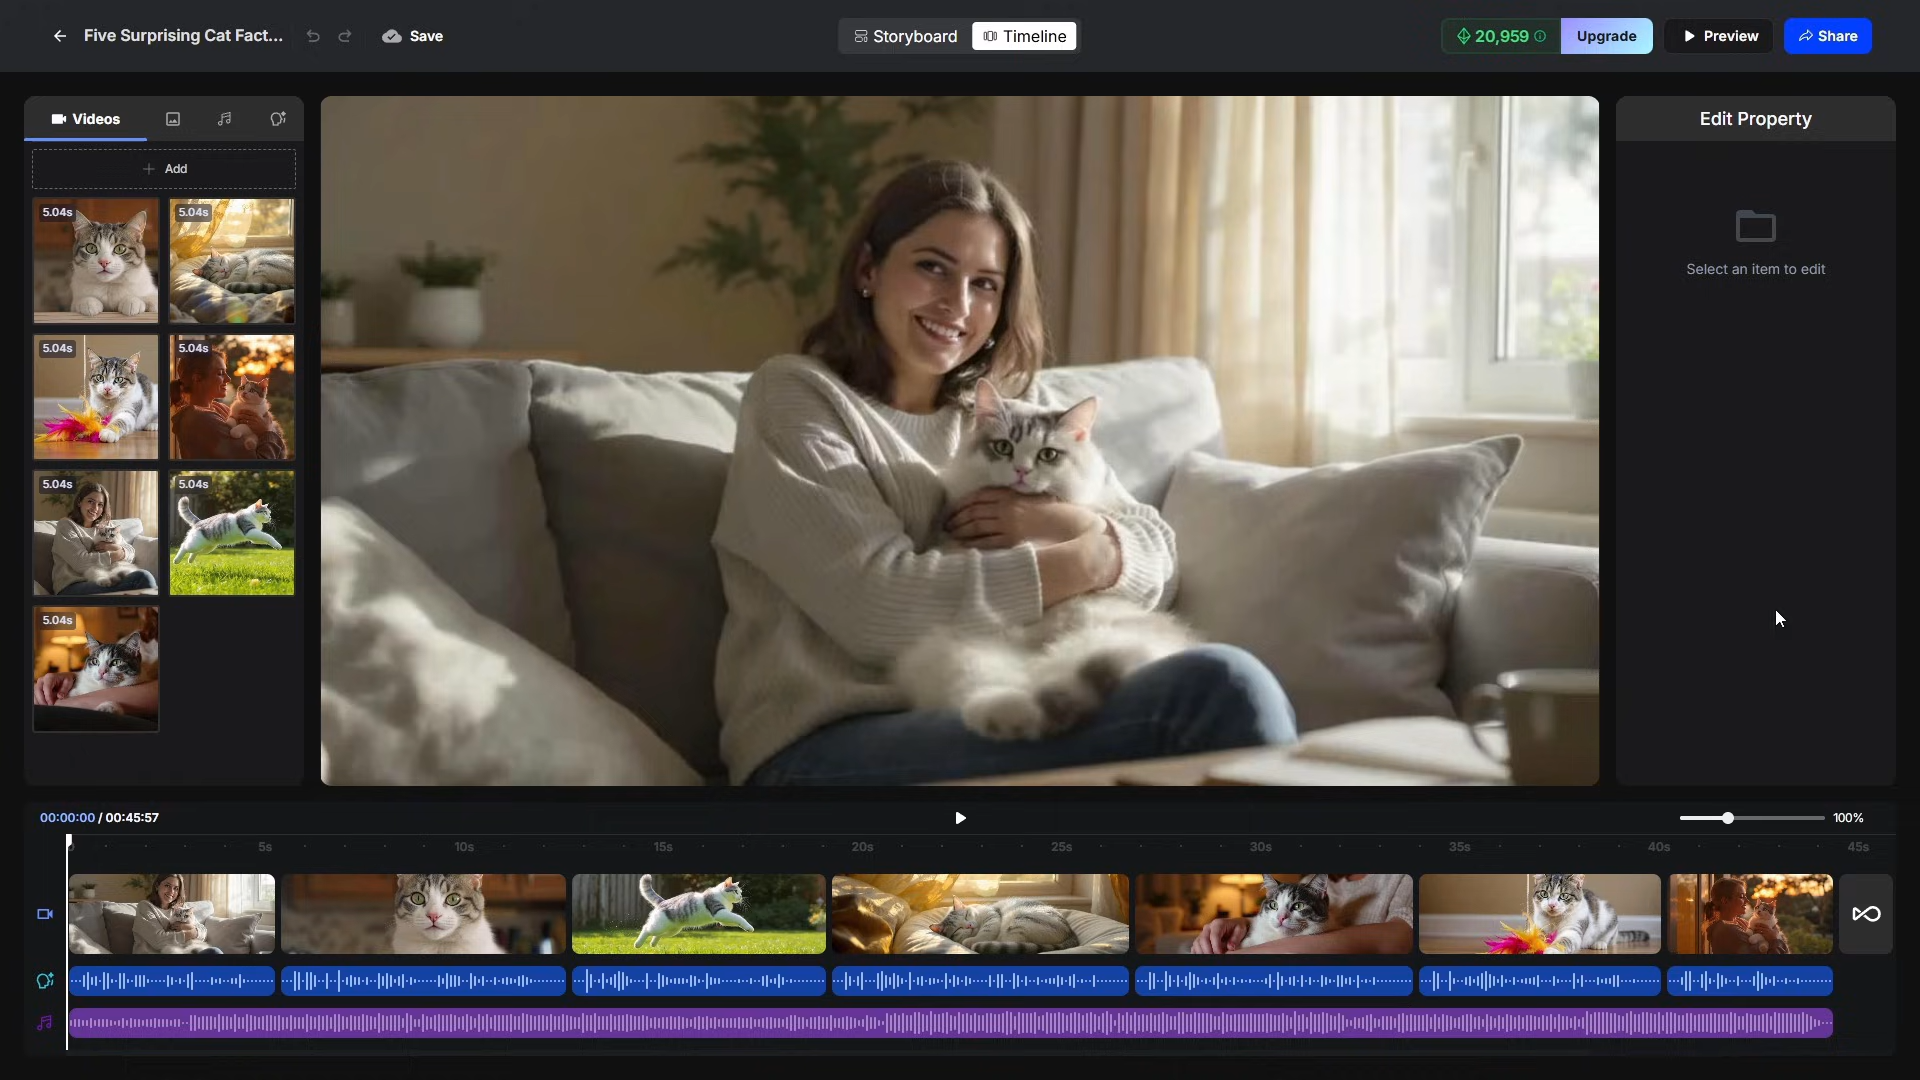 Five Surprising Cat Fact...
Save
Storyboard
Timeline
20,959
Upgrade
Preview
Share
Videos
Add
5.04s
5.04s
5.04s
5.04s
5.04s
5.04s
5.04s
Edit Property
Select an item to edit
00:00:00 / 00:45:57
100%
5s 10s 15s 20s 25s 30s 35s 40s 45s